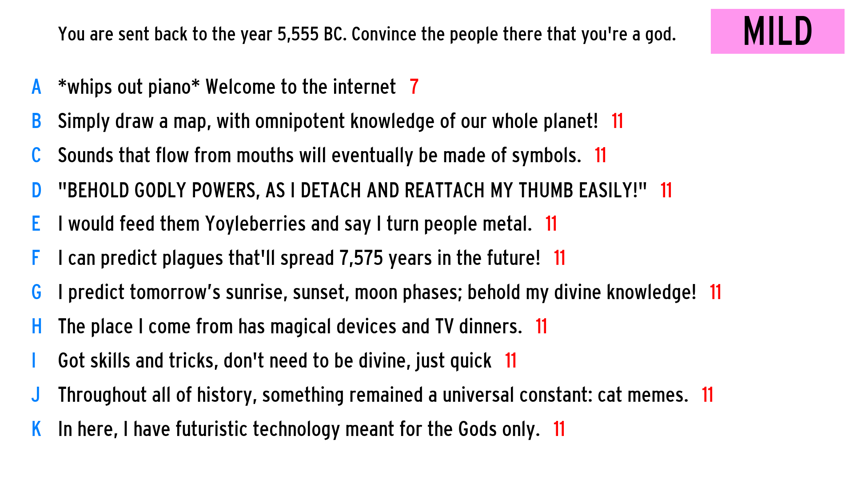 You are sent back to the year 5,555 BC. Convince the people there that you're a god. MILD
A *whips out piano* Welcome to the internet 7
B Simply draw a map, with omnipotent knowledge of our whole planet! 11
C Sounds that flow from mouths will eventually be made of symbols. 11
D "BEHOLD GODLY POWERS, AS I DETACH AND REATTACH MY THUMB EASILY!" 11
E I would feed them Yoyleberries and say I turn people metal. 11
F I can predict plagues that'll spread 7,575 years in the future! 11
G I predict tomorrow’s sunrise, sunset, moon phases; behold my divine knowledge! 11
H The place I come from has magical devices and TV dinners. 11
I Got skills and tricks, don't need to be divine, just quick 11
J Throughout all of history, something remained a universal constant: cat memes. 11
K In here, I have futuristic technology meant for the Gods only. 11